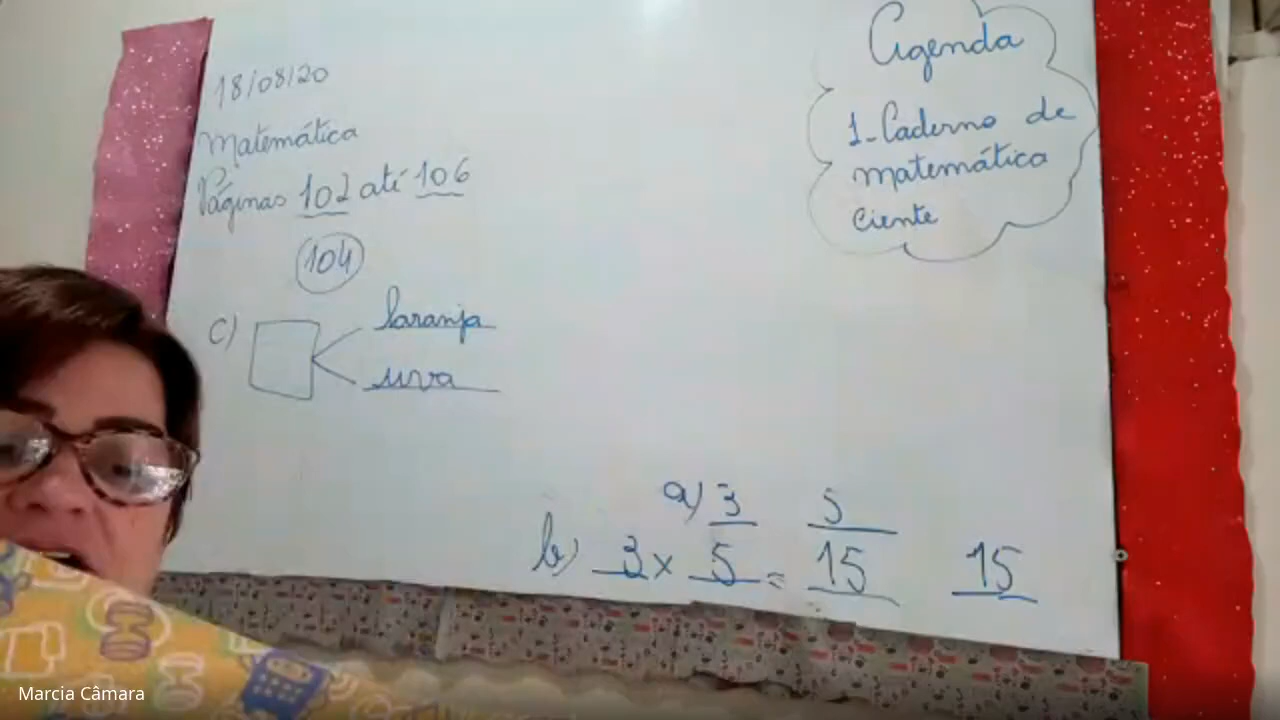 18/08/20
Matemática
Páginas 102 até 106
104
c) laranja
uva
a) 3 5
b) 3 x 5 = 15 15
Agenda
1- Caderno de
matemática
Ciente
Marcia Câmara